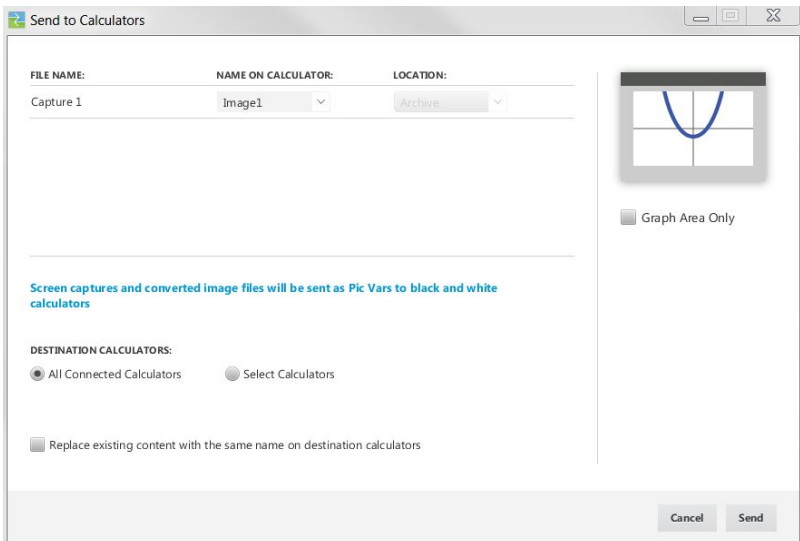 Send to Calculators
FILE NAME: NAME ON CALCULATOR: LOCATION:
Capture 1 Image1 Archive
Graph Area Only
Screen captures and converted image files will be sent as Pic Vars to black and white
calculators
DESTINATION CALCULATORS:
All Connected Calculators Select Calculators
Replace existing content with the same name on destination calculators
Cancel Send